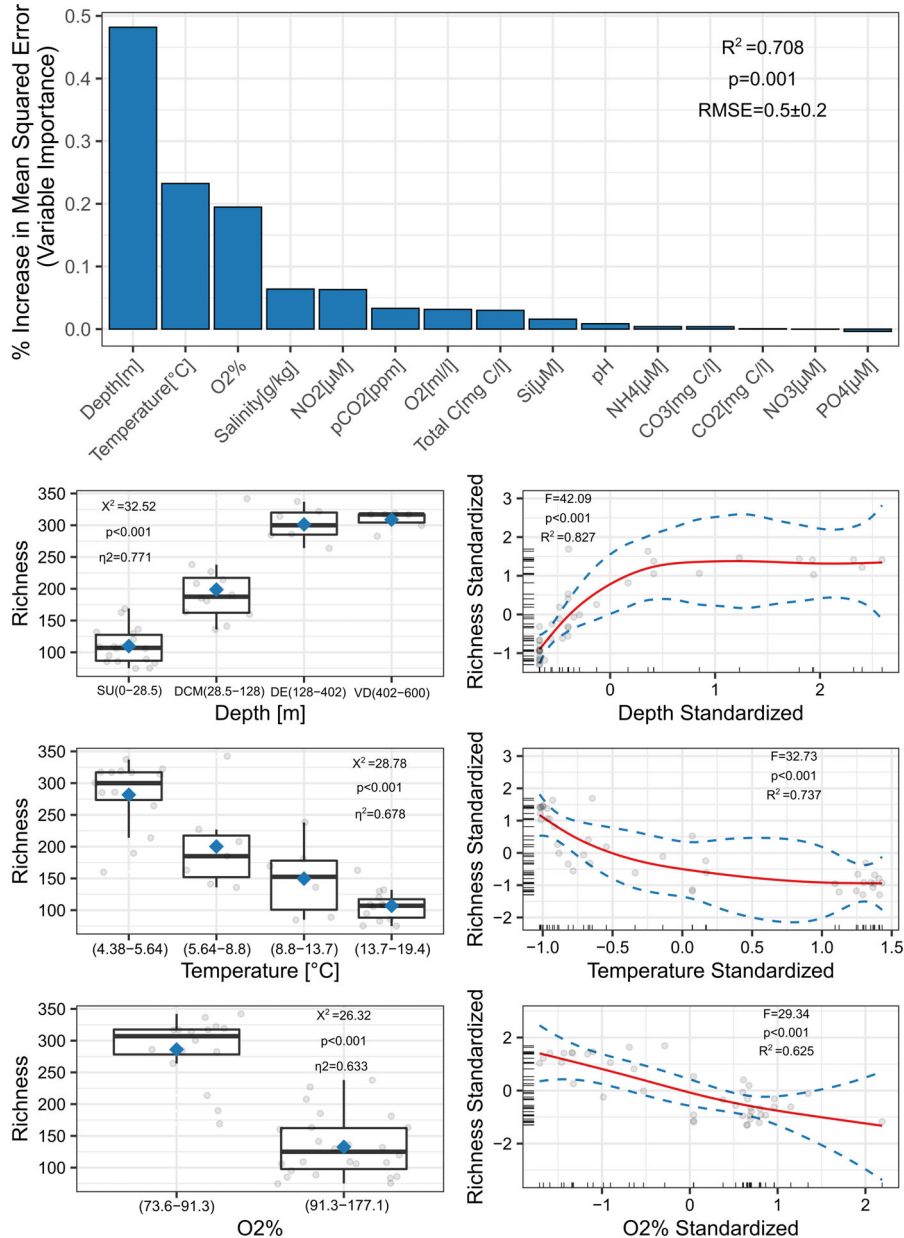 % Increase in Mean Squared Error
(Variable Importance)
0.5
0.4
0.3
0.2
0.1
0.0
R²=0.708
p=0.001
RMSE=0.5±0.2
Depth[m]
Temperature[°C]
O2%
Salinity[g/kg]
NO2[µM]
pCO2[ppm]
O2[ml/l]
Total C[mg C/l]
Si[µM]
pH
NH4[µM]
CO3[mg C/l]
CO2[mg C/l]
NO3[µM]
PO4[µM]
Richness
350
300
250
200
150
100
X²=32.52
p<0.001
η2=0.771
SU(0−28.5) DCM(28.5−128) DE(128−402) VD(402−600)
Depth [m]
Richness Standardized
3
2
1
0
−1
F=42.09
p<0.001
R²=0.827
0 1 2
Depth Standardized
Richness
350
300
250
200
150
100
X²=28.78
p<0.001
η²=0.678
(4.38−5.64) (5.64−8.8) (8.8−13.7) (13.7−19.4)
Temperature [°C]
Richness Standardized
3
2
1
0
−1
−2
F=32.73
p<0.001
R²=0.737
−1.0 −0.5 0.0 0.5 1.0 1.5
Temperature Standardized
Richness
350
300
250
200
150
100
X²=26.32
p<0.001
η2=0.633
(73.6−91.3) (91.3−177.1)
O2%
Richness Standardized
2
0
−2
F=29.34
p<0.001
R²=0.625
−1 0 1 2
O2% Standardized